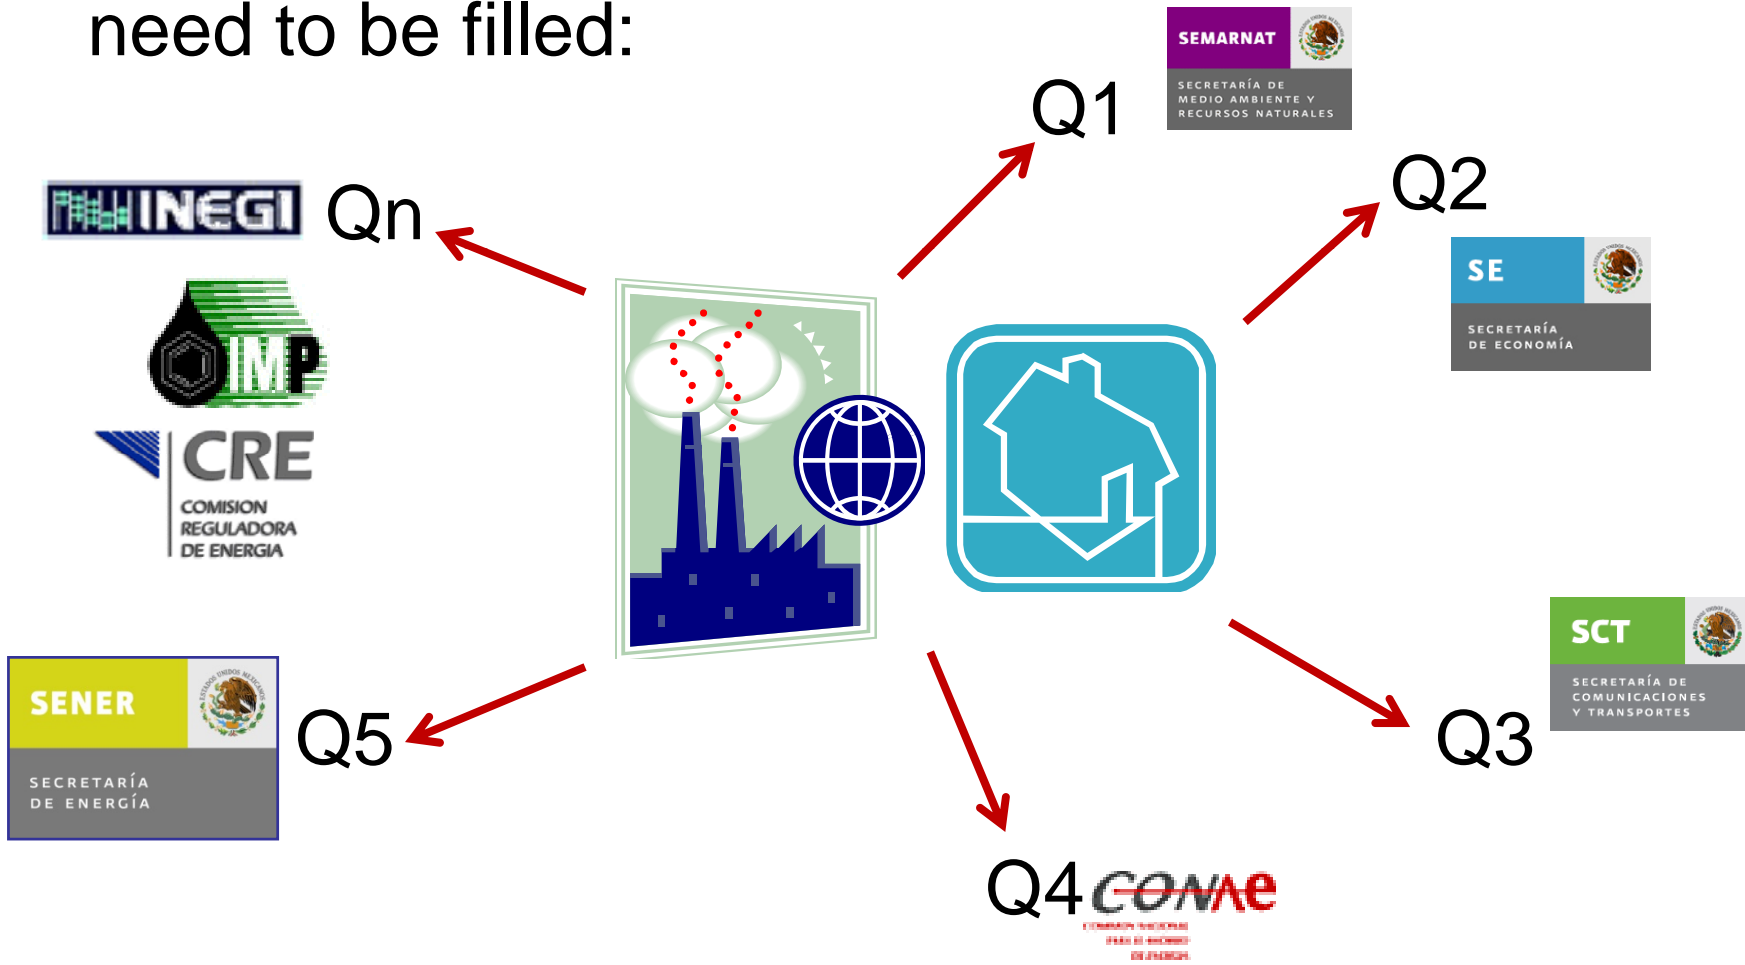 need to be filled:
Q1
SEMARNAT
SECRETARÍA DE
MEDIO AMBIENTE Y
RECURSOS NATURALES
Q2
SE
SECRETARÍA
DE ECONOMÍA
INEGI
Qn
IMP
CRE
COMISION
REGULADORA
DE ENERGIA
SCT
SECRETARÍA DE
COMUNICACIONES
Y TRANSPORTES
Q3
SENER
SECRETARÍA
DE ENERGÍA
Q5
Q4
CONAE